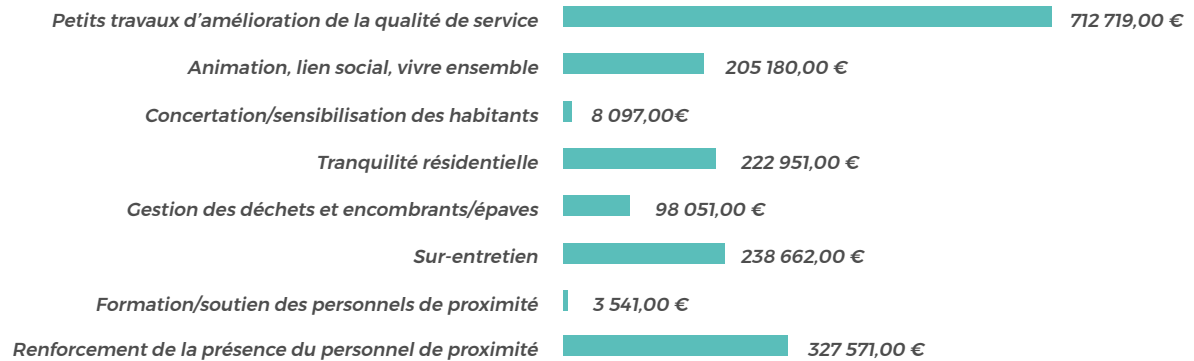 Petits travaux d'amélioration de la qualité de service 712 719,00 €
Animation, lien social, vivre ensemble 205 180,00 €
Concertation/sensibilisation des habitants 8 097,00€
Tranquilité résidentielle 222 951,00 €
Gestion des déchets et encombrants/épaves 98 051,00 €
Sur-entretien 238 662,00 €
Formation/soutien des personnels de proximité 3 541,00 €
Renforcement de la présence du personnel de proximité 327 571,00 €